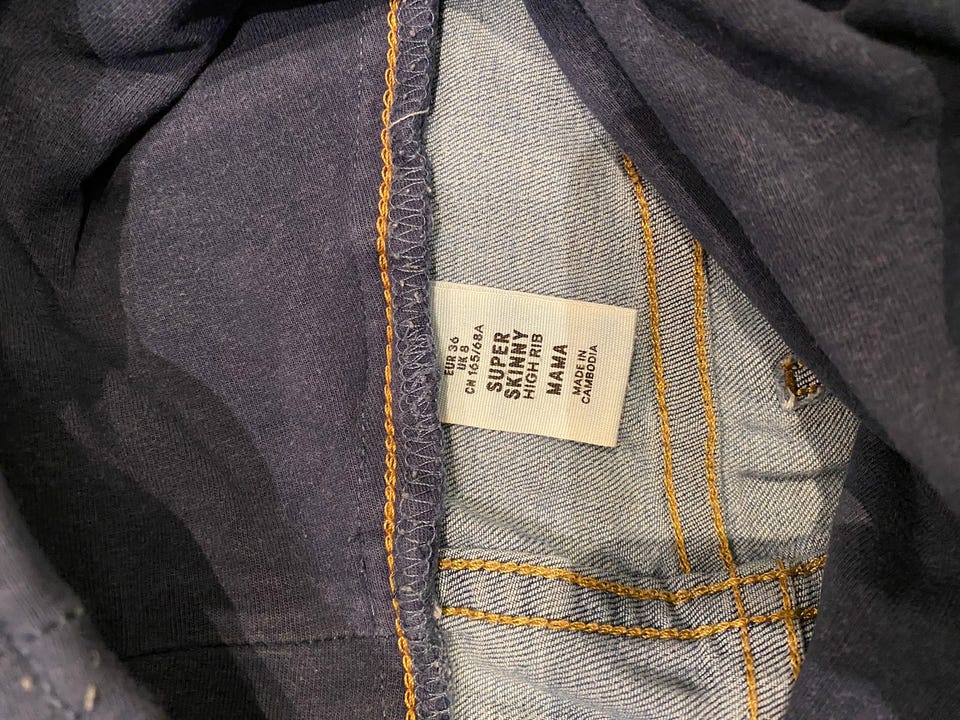 EUR 36
UK 8
CN 165/68A
SUPER
SKINNY
HIGH RIB
MAMA
MADE IN
CAMBODIA